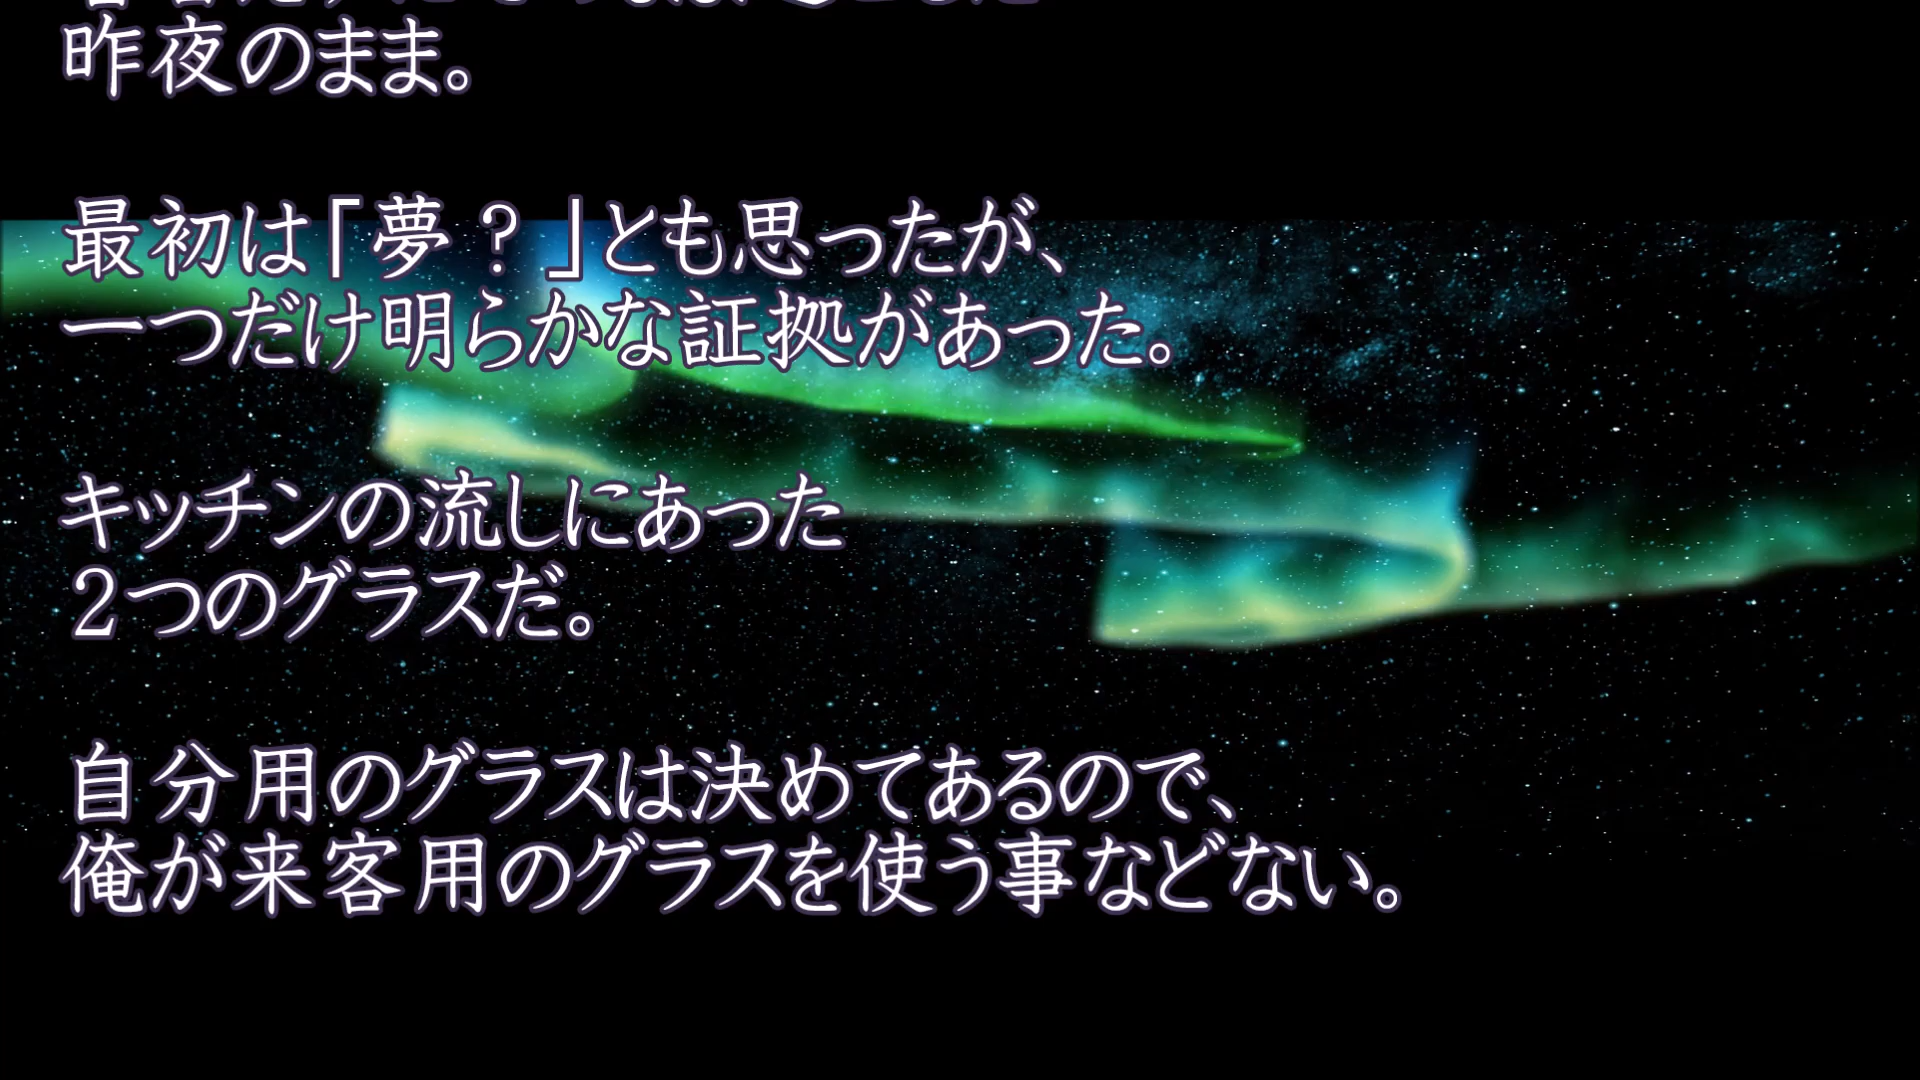 昨夜のまま。
最初は「夢？」とも思ったが、
一つだけ明らかな証拠があった。
キッチンの流しにあった
２つのグラスだ。
自分用のグラスは決めてあるので、
俺が来客用のグラスを使う事などない。